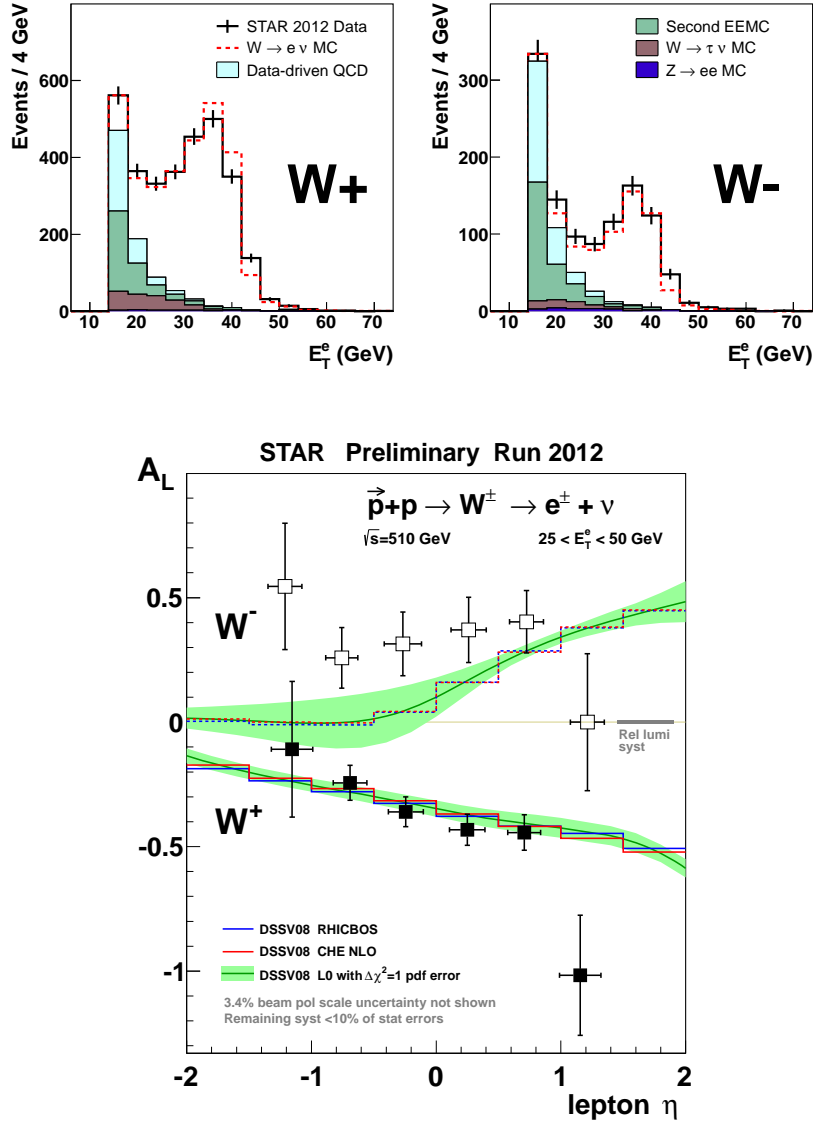 Events / 4 GeV
600
400
200
0
STAR 2012 Data
W → e ν MC
Data-driven QCD
W+
10 20 30 40 50 60 70
E_T^e (GeV)
Events / 4 GeV
300
200
100
0
Second EEMC
W → τ ν MC
Z → ee MC
W-
10 20 30 40 50 60 70
E_T^e (GeV)
STAR Preliminary Run 2012
A_L
p⃗+p → W^± → e^± + ν
√s=510 GeV 25 < E_T^e < 50 GeV
0.5
W^-
0
Rel lumi
syst
W^+
-0.5
DSSV08 RHICBOS
DSSV08 CHE NLO
DSSV08 L0 with Δχ²=1 pdf error
-1
3.4% beam pol scale uncertainty not shown
Remaining syst <10% of stat errors
-2 -1 0 1 2
lepton η